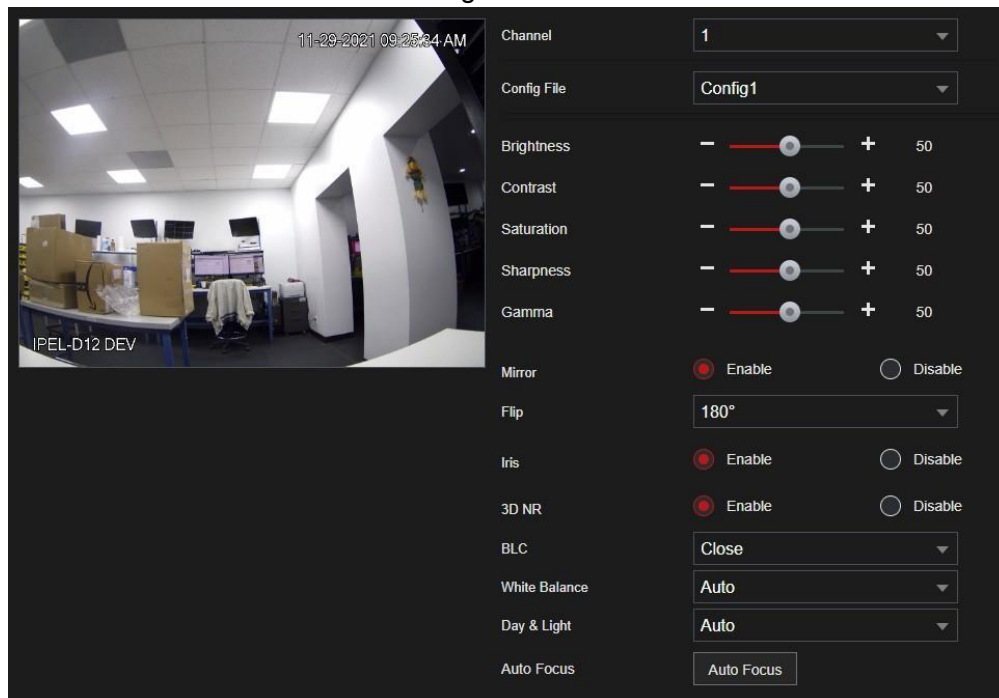 11-29-2021 09:25:34 AM
IPEL-D12 DEV
Channel 1
Config File Config1
Brightness - + 50
Contrast - + 50
Saturation - + 50
Sharpness - + 50
Gamma - + 50
Mirror Enable Disable
Flip 180°
Iris Enable Disable
3D NR Enable Disable
BLC Close
White Balance Auto
Day & Light Auto
Auto Focus Auto Focus